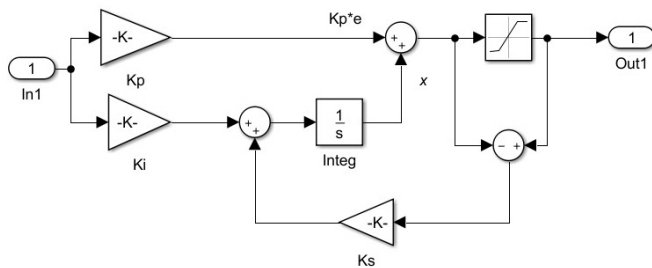 Kp*e
-K-
+
+
1
In1
Kp
x
1
Out1
-K-
+
+
1
s
Ki
Integ
− +
-K-
Ks